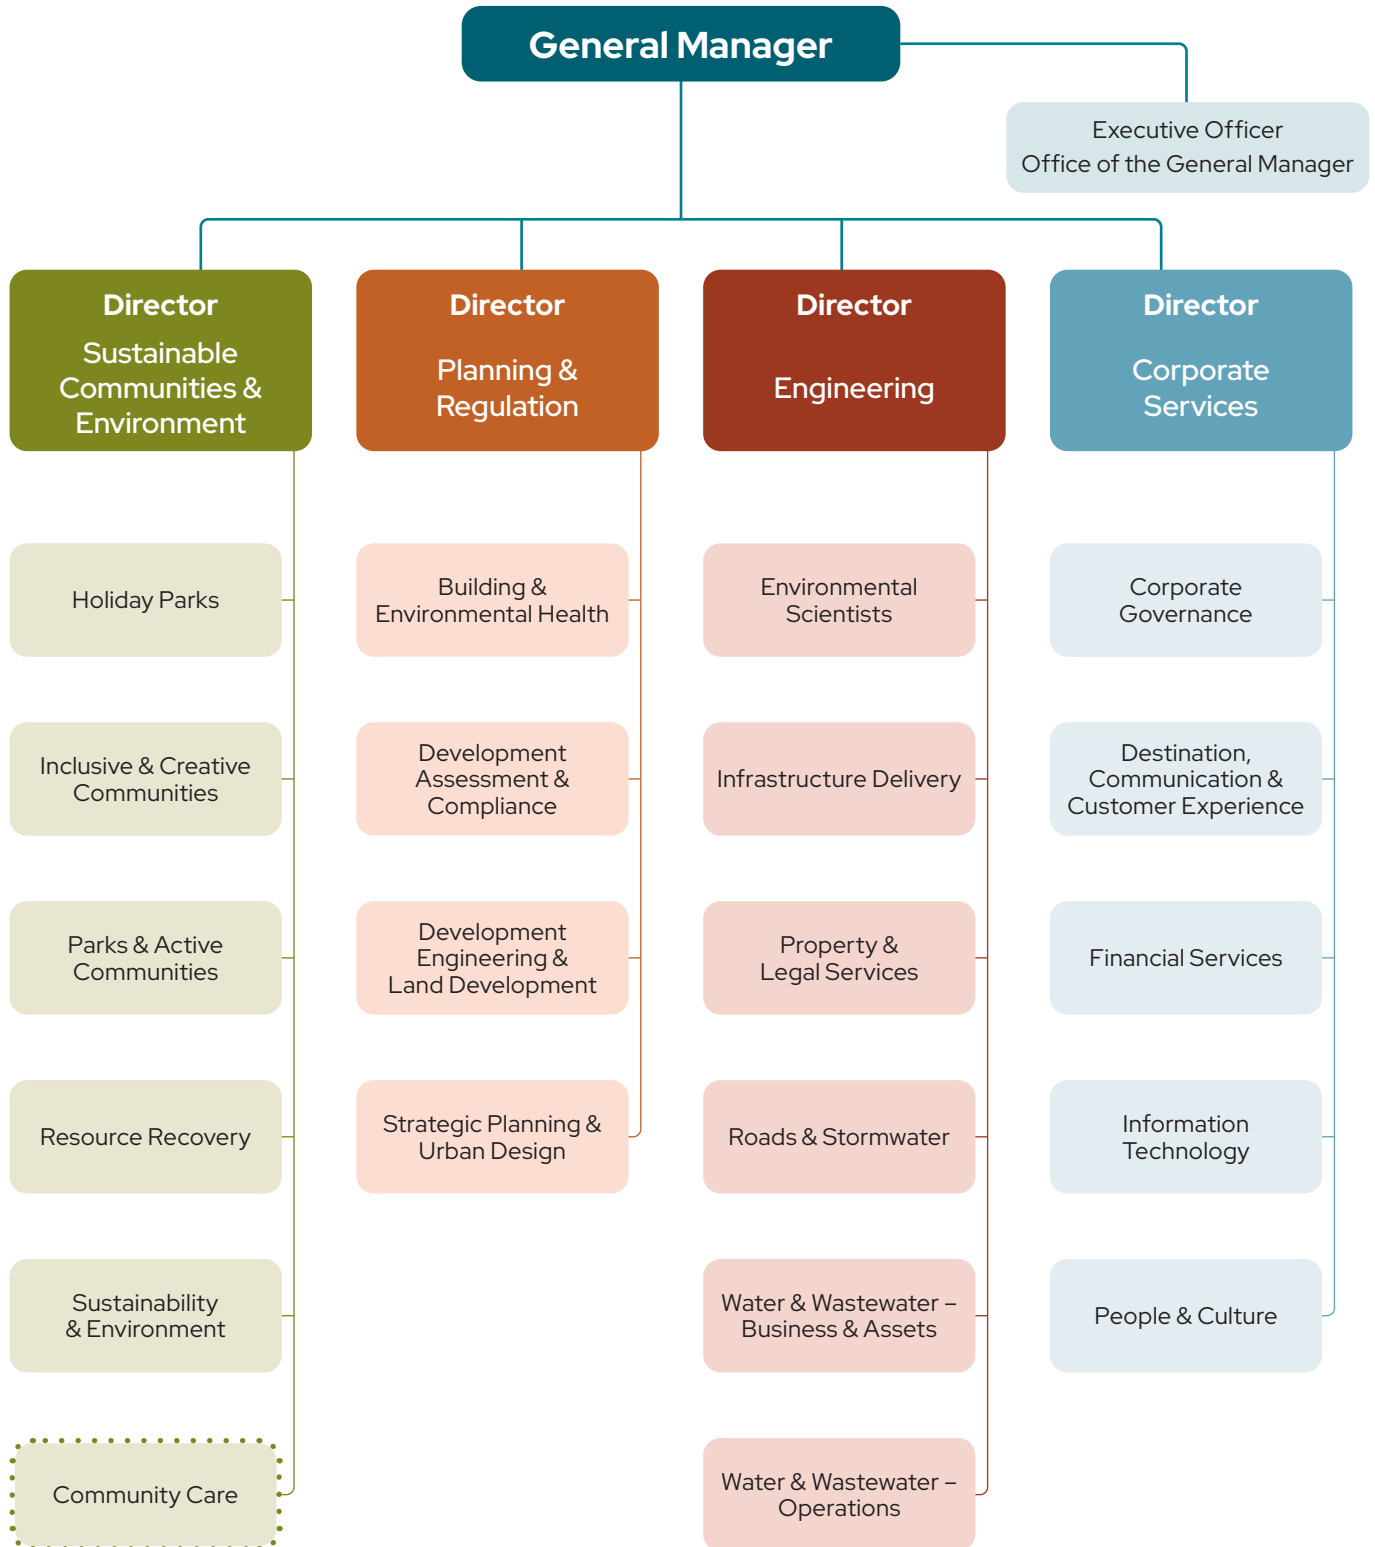 General Manager
Executive Officer
Office of the General Manager
Director
Sustainable
Communities &
Environment
Director
Planning &
Regulation
Director
Engineering
Director
Corporate
Services
Holiday Parks
Inclusive & Creative
Communities
Parks & Active
Communities
Resource Recovery
Sustainability
& Environment
Community Care
Building &
Environmental Health
Development
Assessment &
Compliance
Development
Engineering &
Land Development
Strategic Planning &
Urban Design
Environmental
Scientists
Infrastructure Delivery
Property &
Legal Services
Roads & Stormwater
Water & Wastewater –
Business & Assets
Water & Wastewater –
Operations
Corporate
Governance
Destination,
Communication &
Customer Experience
Financial Services
Information
Technology
People & Culture